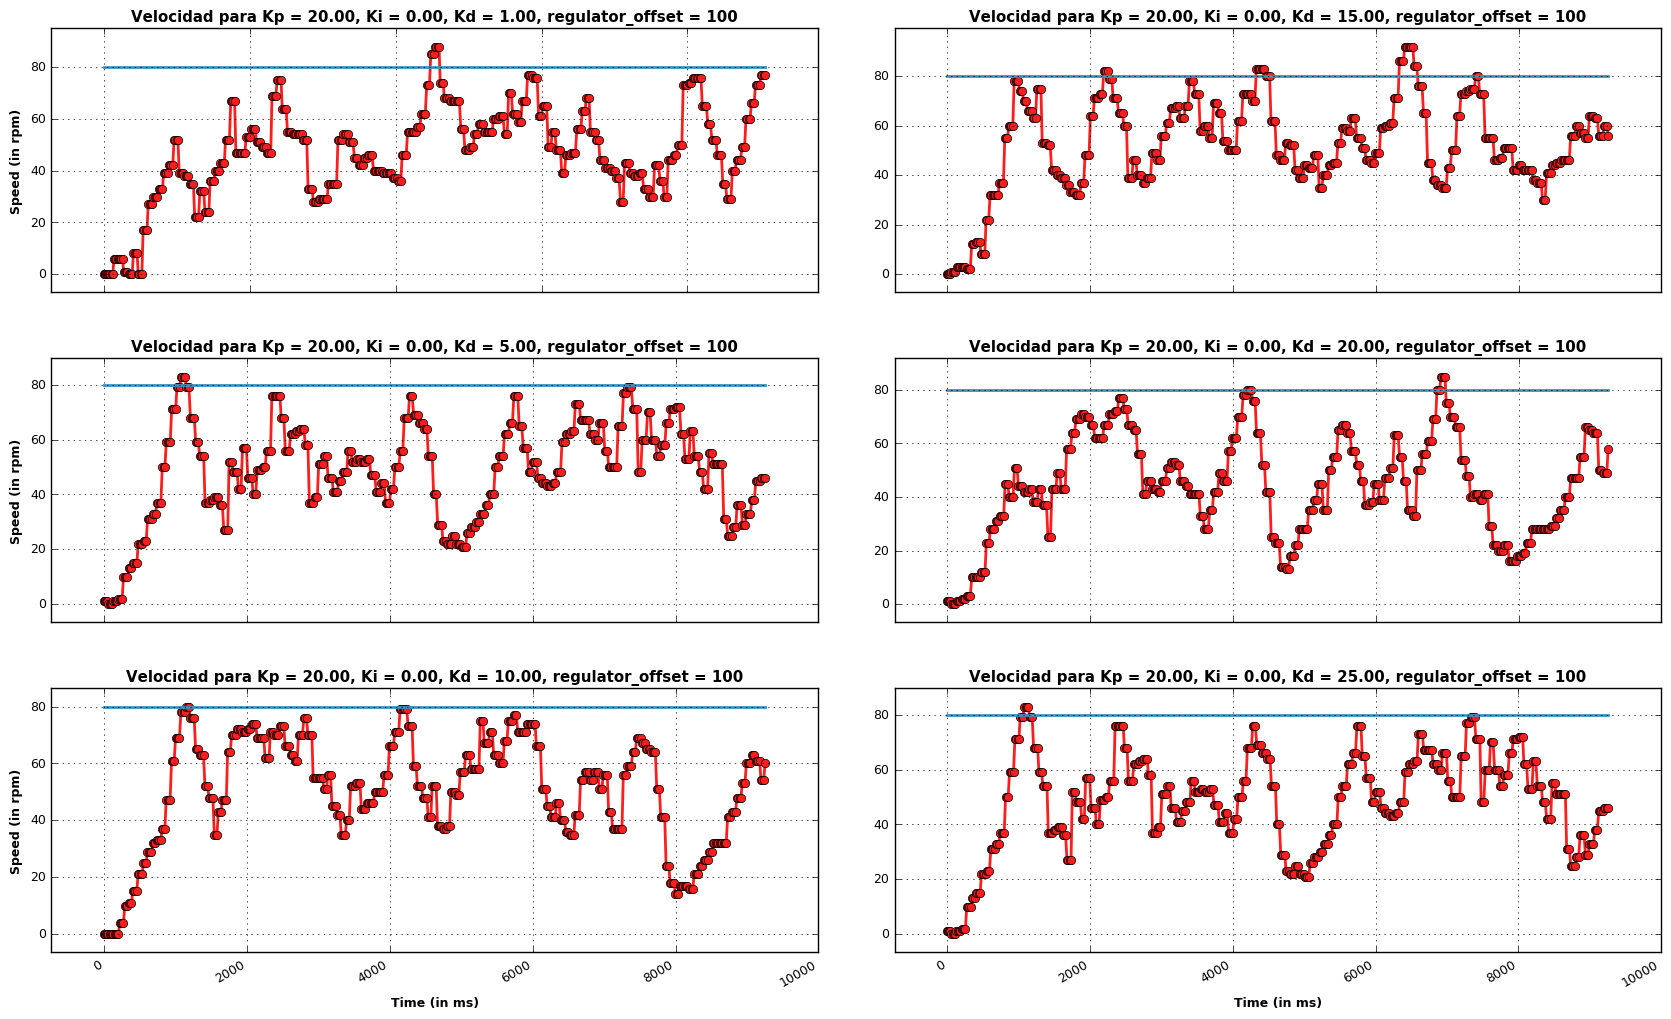 Velocidad para Kp = 20.00, Ki = 0.00, Kd = 1.00, regulator_offset = 100
Speed (in rpm)
80
60
40
20
0
Velocidad para Kp = 20.00, Ki = 0.00, Kd = 15.00, regulator_offset = 100
80
60
40
20
0
Velocidad para Kp = 20.00, Ki = 0.00, Kd = 5.00, regulator_offset = 100
Speed (in rpm)
80
60
40
20
0
Velocidad para Kp = 20.00, Ki = 0.00, Kd = 20.00, regulator_offset = 100
80
60
40
20
0
Velocidad para Kp = 20.00, Ki = 0.00, Kd = 10.00, regulator_offset = 100
Speed (in rpm)
80
60
40
20
0
0 2000 4000 6000 8000 10000
Time (in ms)
Velocidad para Kp = 20.00, Ki = 0.00, Kd = 25.00, regulator_offset = 100
80
60
40
20
0
0 2000 4000 6000 8000 10000
Time (in ms)